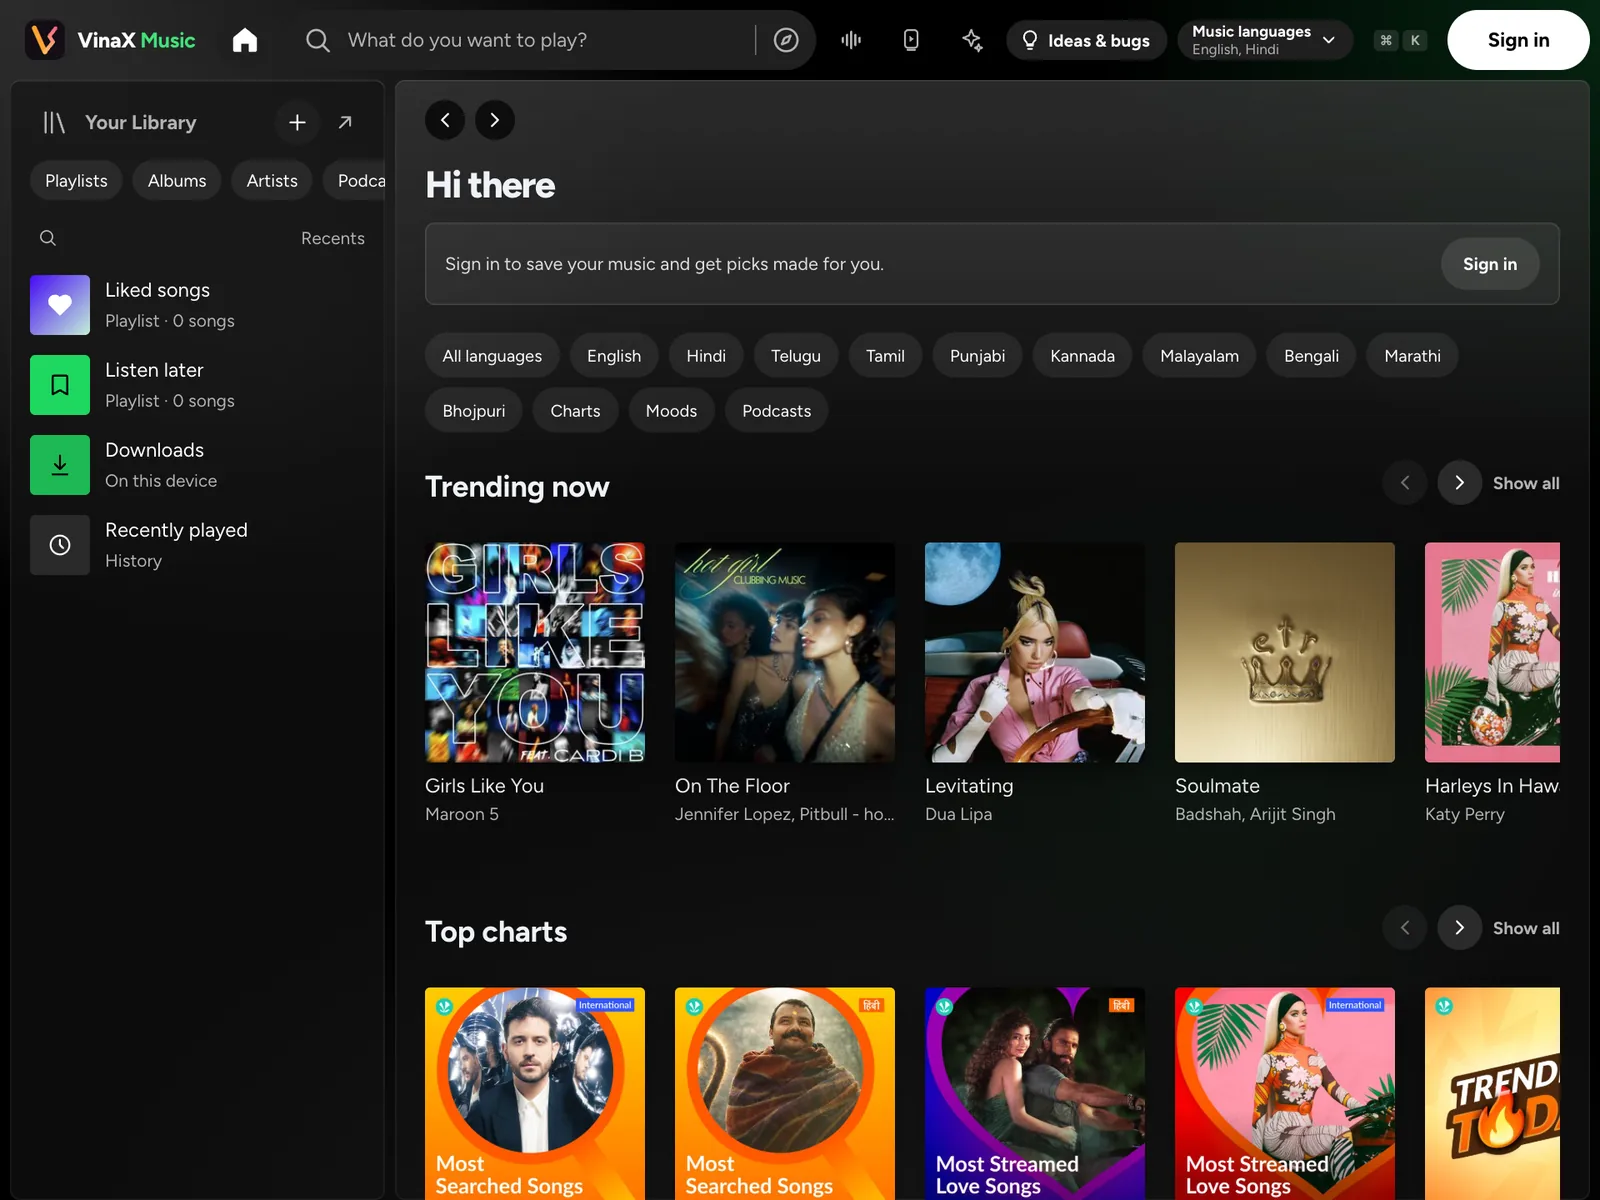 VinaX Music
What do you want to play?
Ideas & bugs
Music languages
English, Hindi
⌘ K
Sign in
Your Library
Playlists
Albums
Artists
Podca
Recents
Liked songs
Playlist · 0 songs
Listen later
Playlist · 0 songs
Downloads
On this device
Recently played
History
Hi there
Sign in to save your music and get picks made for you.
Sign in
All languages
English
Hindi
Telugu
Tamil
Punjabi
Kannada
Malayalam
Bengali
Marathi
Bhojpuri
Charts
Moods
Podcasts
Trending now
Show all
GIRLS
LIKE
YOU
FEAT. CARDI B
hot girl
CLUBBING MUSIC
etr
Girls Like You
Maroon 5
On The Floor
Jennifer Lopez, Pitbull - ho...
Levitating
Dua Lipa
Soulmate
Badshah, Arijit Singh
Harleys In Haw
Katy Perry
Top charts
Show all
International
Most
Searched Songs
हिंदी
Most
Searched Songs
हिंदी
Most Streamed
Love Songs
International
Most Streamed
Love Songs
TREND
TODA